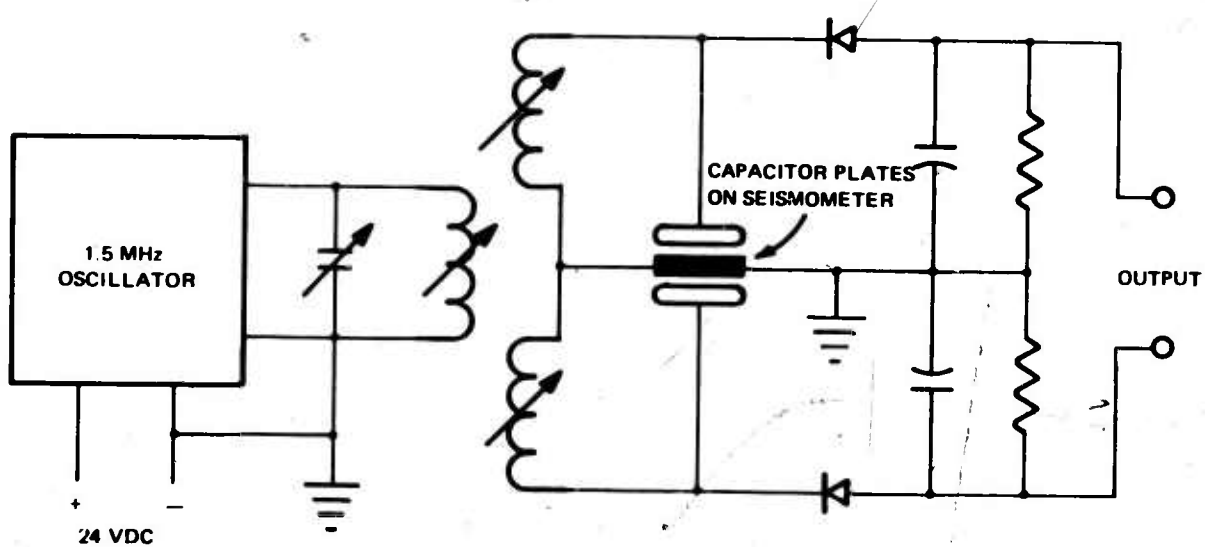 CAPACITOR PLATES
ON SEISMOMETER
1.5 MHz
OSCILLATOR
OUTPUT
+ −
24 VDC